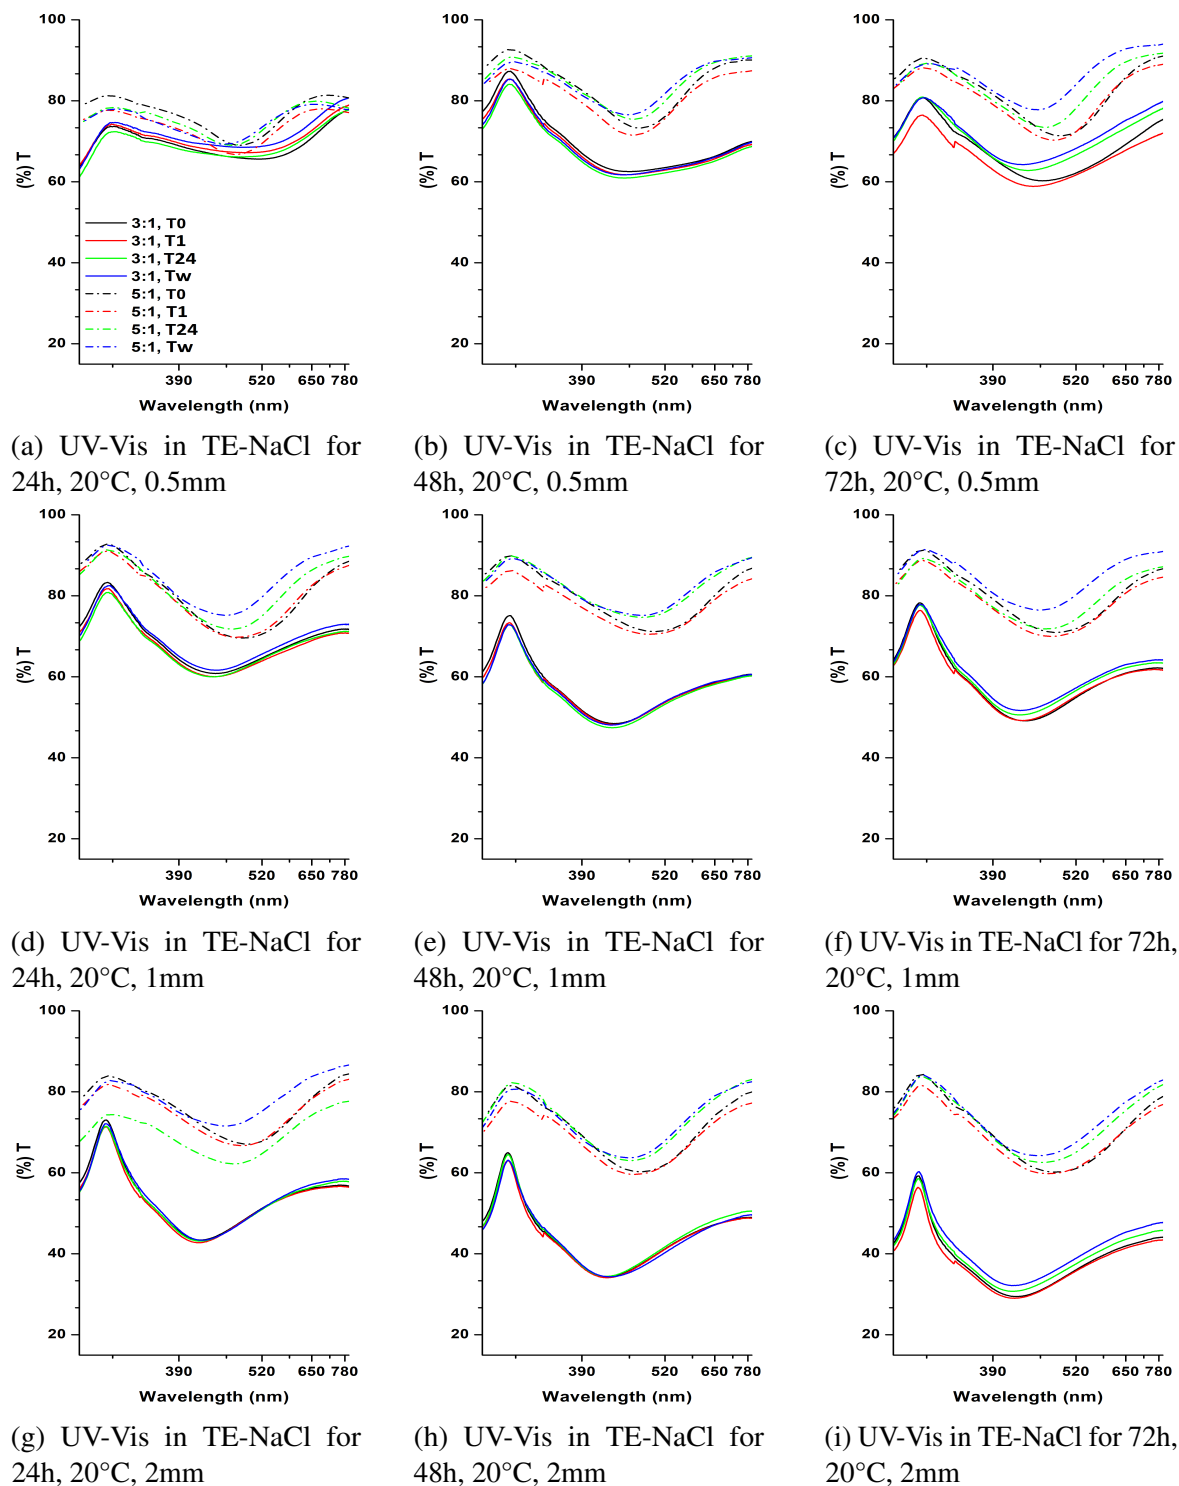 100
80
60
40
20
(%) T
3:1, T0
3:1, T1
3:1, T24
3:1, Tw
5:1, T0
5:1, T1
5:1, T24
5:1, Tw
390 520 650 780
Wavelength (nm)
(a) UV-Vis in TE-NaCl for
24h, 20°C, 0.5mm
100
80
60
40
20
(%) T
390 520 650 780
Wavelength (nm)
(b) UV-Vis in TE-NaCl for
48h, 20°C, 0.5mm
100
80
60
40
20
(%) T
390 520 650 780
Wavelength (nm)
(c) UV-Vis in TE-NaCl for
72h, 20°C, 0.5mm
100
80
60
40
20
(%) T
390 520 650 780
Wavelength (nm)
(d) UV-Vis in TE-NaCl for
24h, 20°C, 1mm
100
80
60
40
20
(%) T
390 520 650 780
Wavelength (nm)
(e) UV-Vis in TE-NaCl for
48h, 20°C, 1mm
100
80
60
40
20
(%) T
390 520 650 780
Wavelength (nm)
(f) UV-Vis in TE-NaCl for 72h,
20°C, 1mm
100
80
60
40
20
(%) T
390 520 650 780
Wavelength (nm)
(g) UV-Vis in TE-NaCl for
24h, 20°C, 2mm
100
80
60
40
20
(%) T
390 520 650 780
Wavelength (nm)
(h) UV-Vis in TE-NaCl for
48h, 20°C, 2mm
100
80
60
40
20
(%) T
390 520 650 780
Wavelength (nm)
(i) UV-Vis in TE-NaCl for 72h,
20°C, 2mm